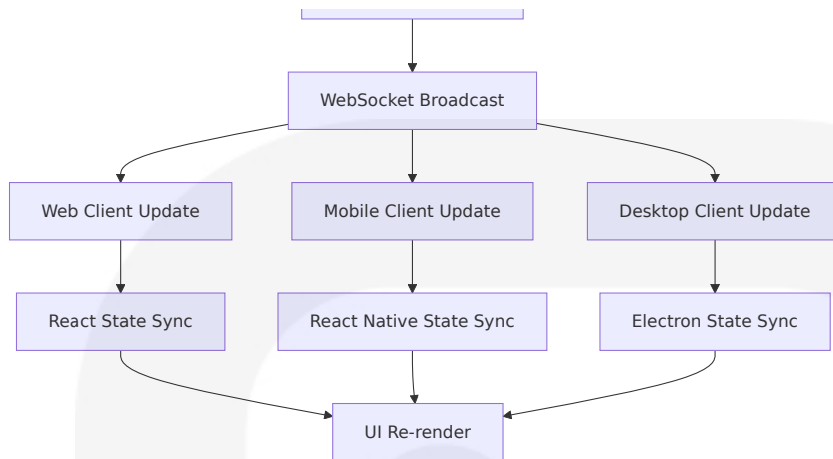 WebSocket Broadcast
Web Client Update
Mobile Client Update
Desktop Client Update
React State Sync
React Native State Sync
Electron State Sync
UI Re-render